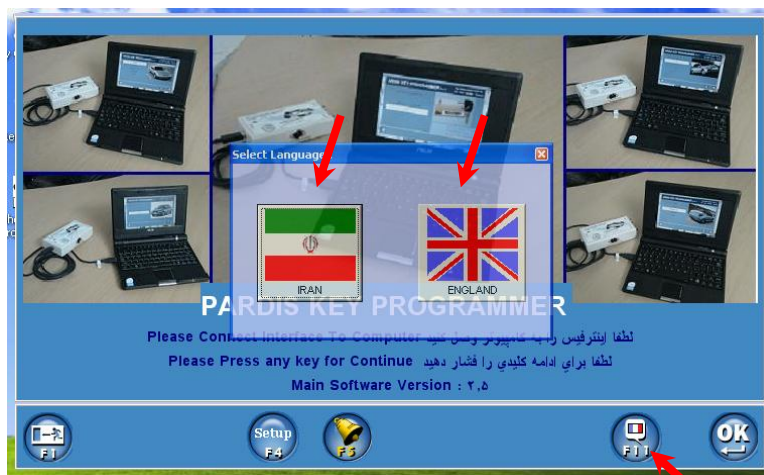 Select Language
IRAN
ENGLAND
PARDIS KEY PROGRAMMER
Please Connect Interface To Computer لطفا اینترفیس را به کامپیوتر وصل کنید
Please Press any key for Continue لطفا براي ادامه کلیدي را فشار دهید
Main Software Version : ۲,۵
F1
Setup
F4
F5
F11
OK